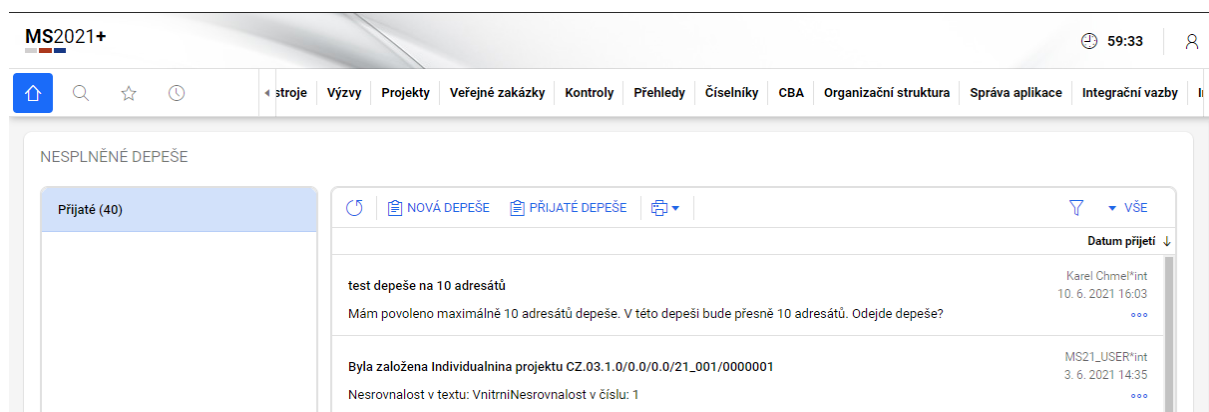 MS2021+
59:33
stroje Výzvy Projekty Veřejné zakázky Kontroly Přehledy Číselníky CBA Organizační struktura Správa aplikace Integrační vazby
NESPLNĚNÉ DEPEŠE
Přijaté (40)
NOVÁ DEPEŠE PŘIJATÉ DEPEŠE VŠE
Datum přijetí
test depeše na 10 adresátů
Karel Chmel*int
10. 6. 2021 16:03
Mám povoleno maximálně 10 adresátů depeše. V této depeši bude přesně 10 adresátů. Odejde depeše?
Byla založena Individualnina projektu CZ.03.1.0/0.0/0.0/21_001/0000001
MS21_USER*int
3. 6. 2021 14:35
Nesrovnalost v textu: VnitrniNesrovnalost v číslu: 1